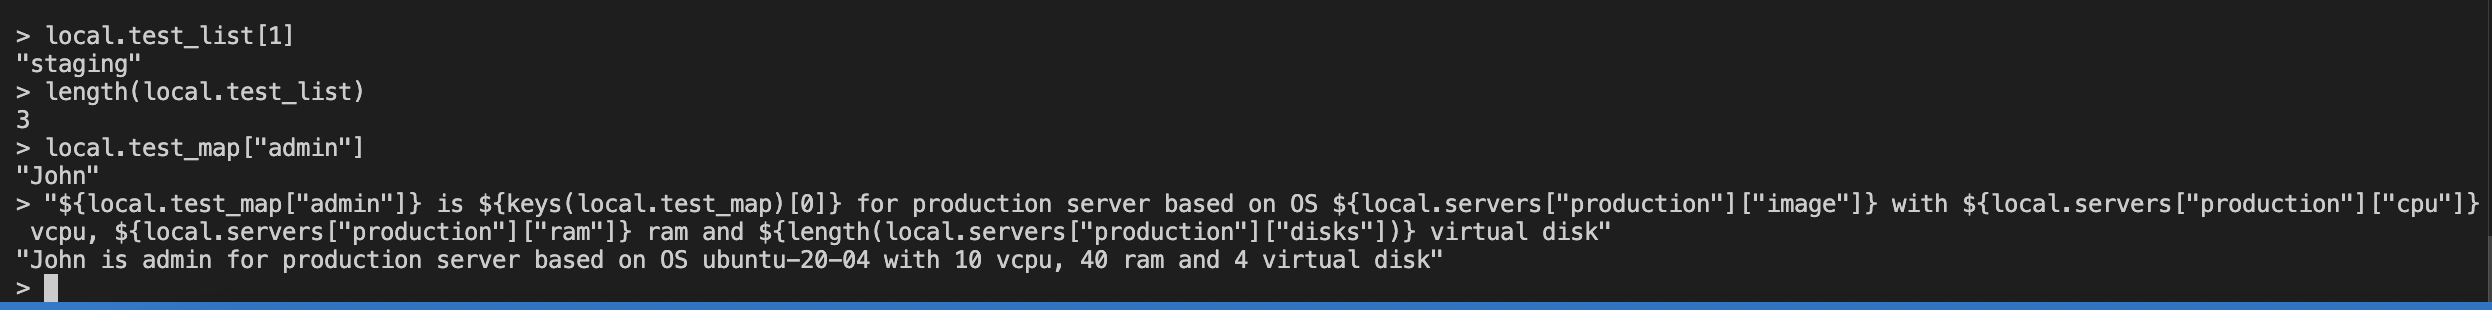 > local.test_list[1]
"staging"
> length(local.test_list)
3
> local.test_map["admin"]
"John"
> "${local.test_map["admin"]} is ${keys(local.test_map)[0]} for production server based on OS ${local.servers["production"]["image"]} with ${local.servers["production"]["cpu"]}
vcpu, ${local.servers["production"]["ram"]} ram and ${length(local.servers["production"]["disks"])} virtual disk"
"John is admin for production server based on OS ubuntu-20-04 with 10 vcpu, 40 ram and 4 virtual disk"
>